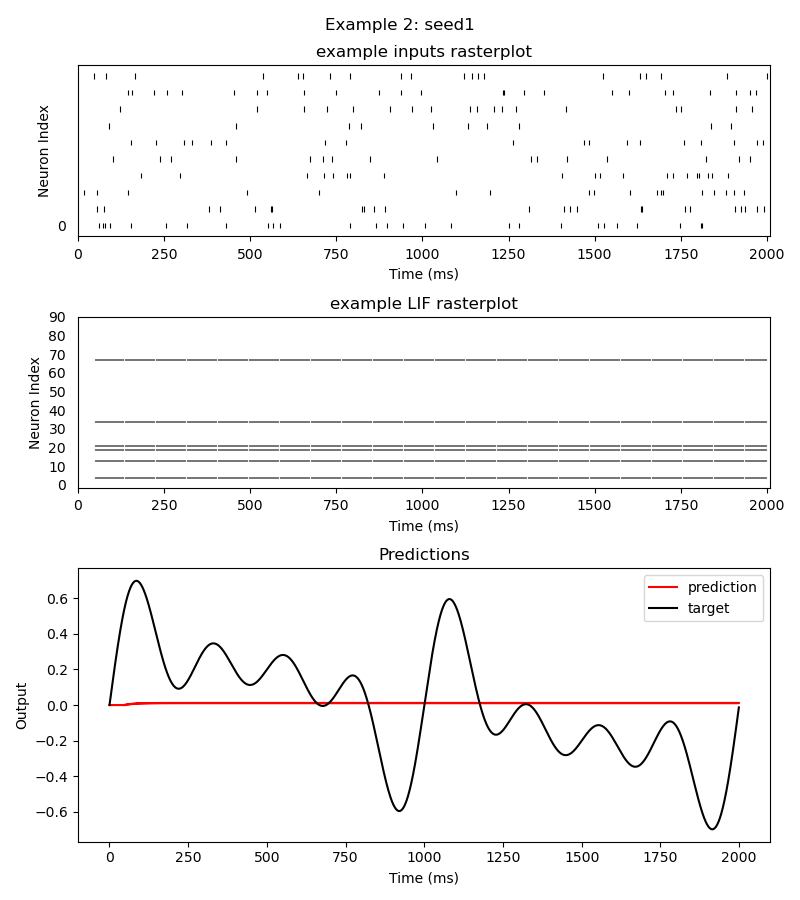 Example 2: seed1
example inputs rasterplot
Neuron Index
0
0 250 500 750 1000 1250 1500 1750 2000
Time (ms)
example LIF rasterplot
Neuron Index
90
80
70
60
50
40
30
20
10
0
0 250 500 750 1000 1250 1500 1750 2000
Time (ms)
Predictions
Output
0.6
0.4
0.2
0.0
−0.2
−0.4
−0.6
prediction
target
0 250 500 750 1000 1250 1500 1750 2000
Time (ms)